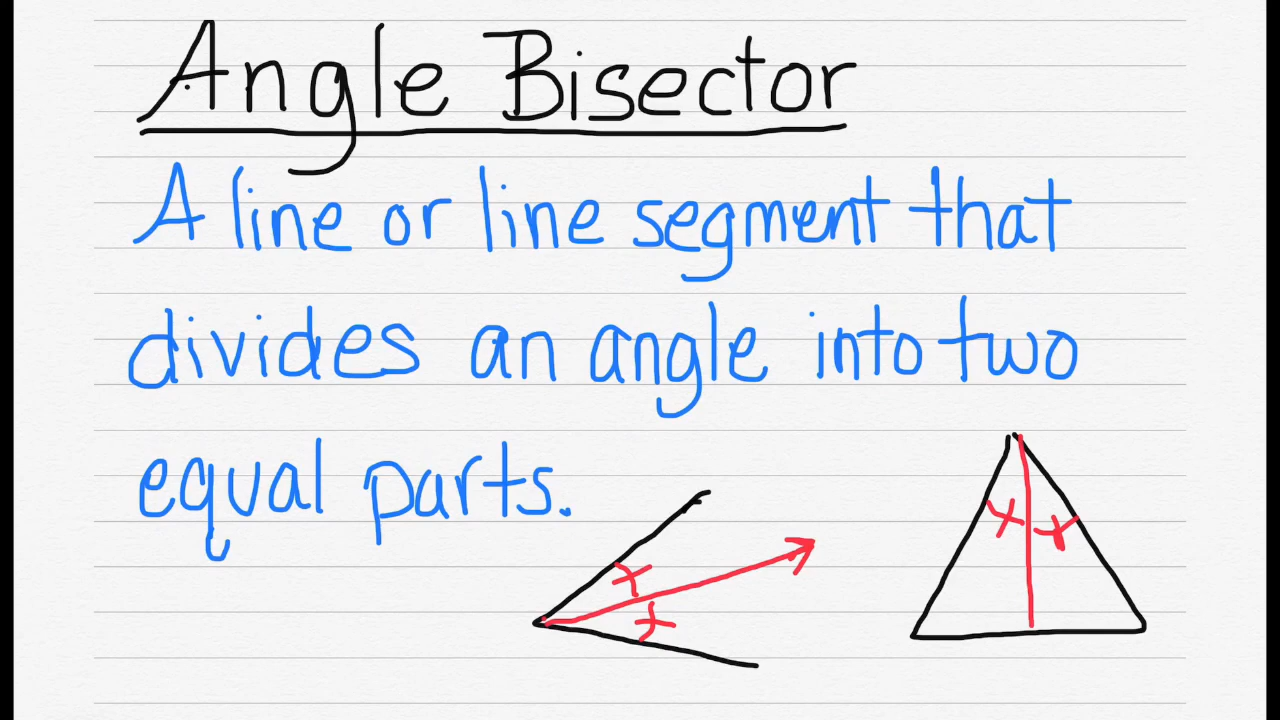 Angle Bisector
A line or line segment that
divides an angle into two
equal parts.